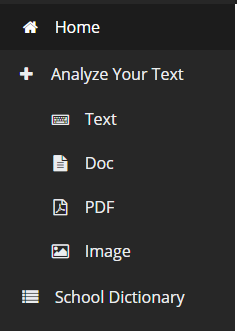 Home
Analyze Your Text
Text
Doc
PDF
Image
School Dictionary